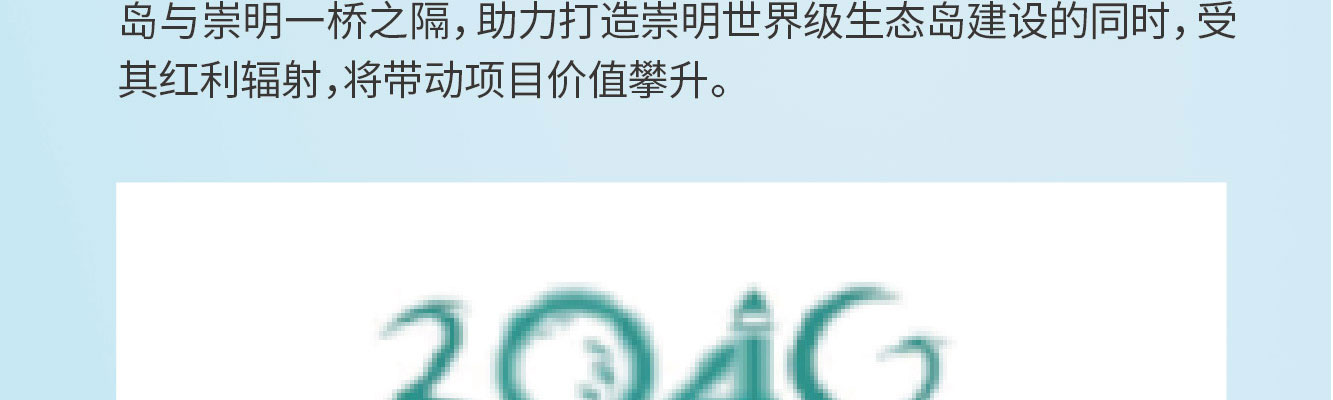 岛与崇明一桥之隔，助力打造崇明世界级生态岛建设的同时，受
其红利辐射，将带动项目价值攀升。